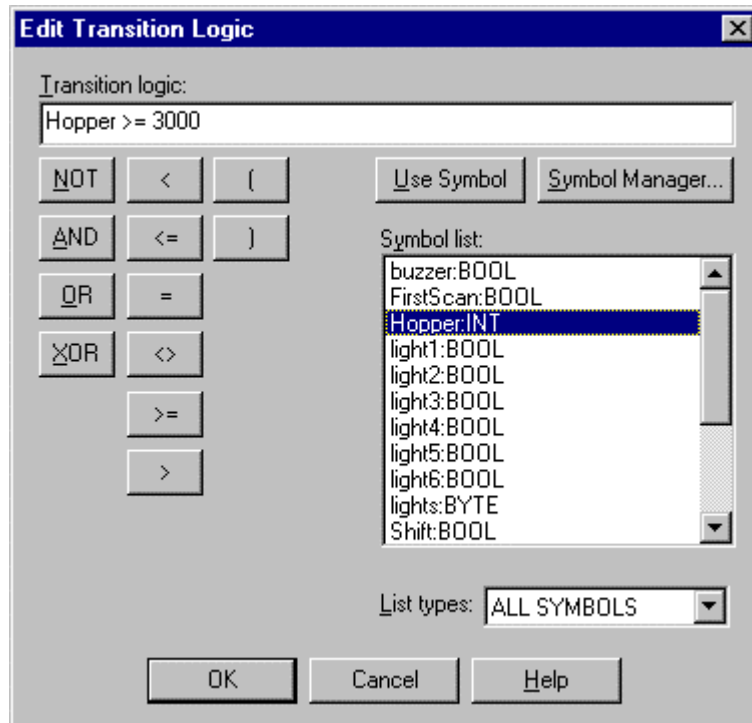 Edit Transition Logic
Transition logic:
Hopper >= 3000
NOT < ( Use Symbol Symbol Manager...
AND <= ) Symbol list:
OR =
XOR <>
>=
>
buzzer:BOOL
FirstScan:BOOL
Hopper:INT
light1:BOOL
light2:BOOL
light3:BOOL
light4:BOOL
light5:BOOL
light6:BOOL
lights:BYTE
Shift:BOOL
List types: ALL SYMBOLS
OK Cancel Help